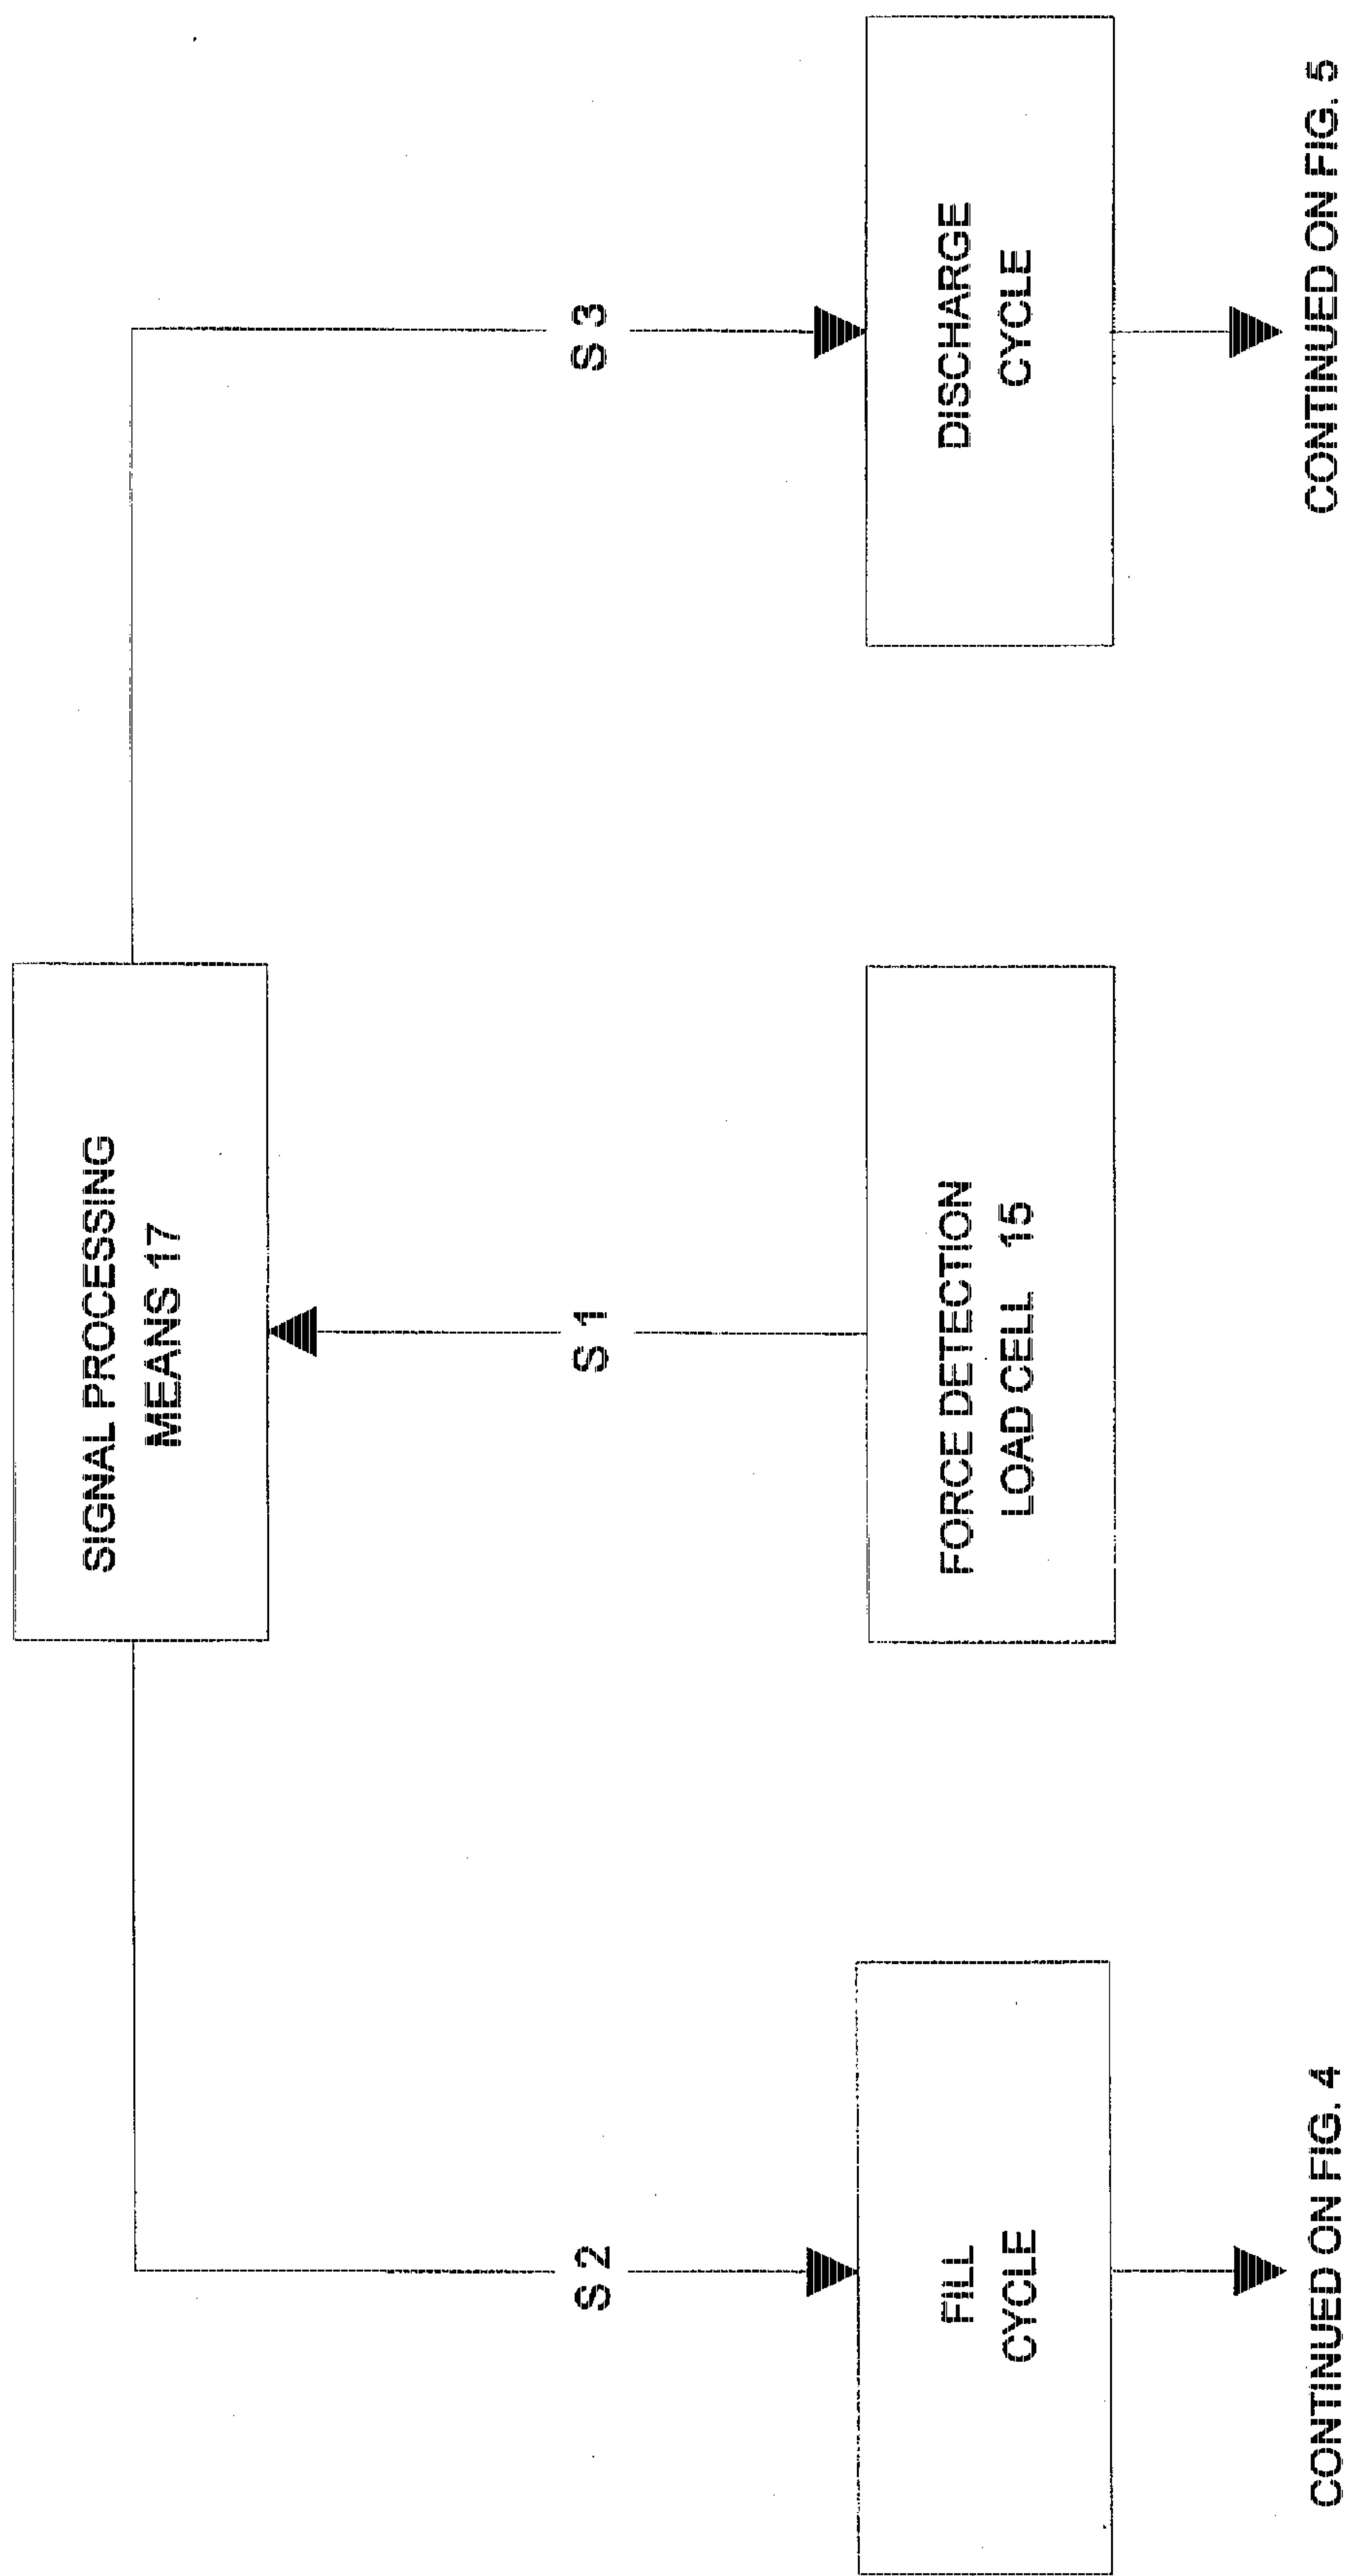 SIGNAL PROCESSING
MEANS 17
S 2
S 1
S 3
FILL
CYCLE
FORCE DETECTION
LOAD CELL 15
DISCHARGE
CYCLE
CONTINUED ON FIG. 4
CONTINUED ON FIG. 5